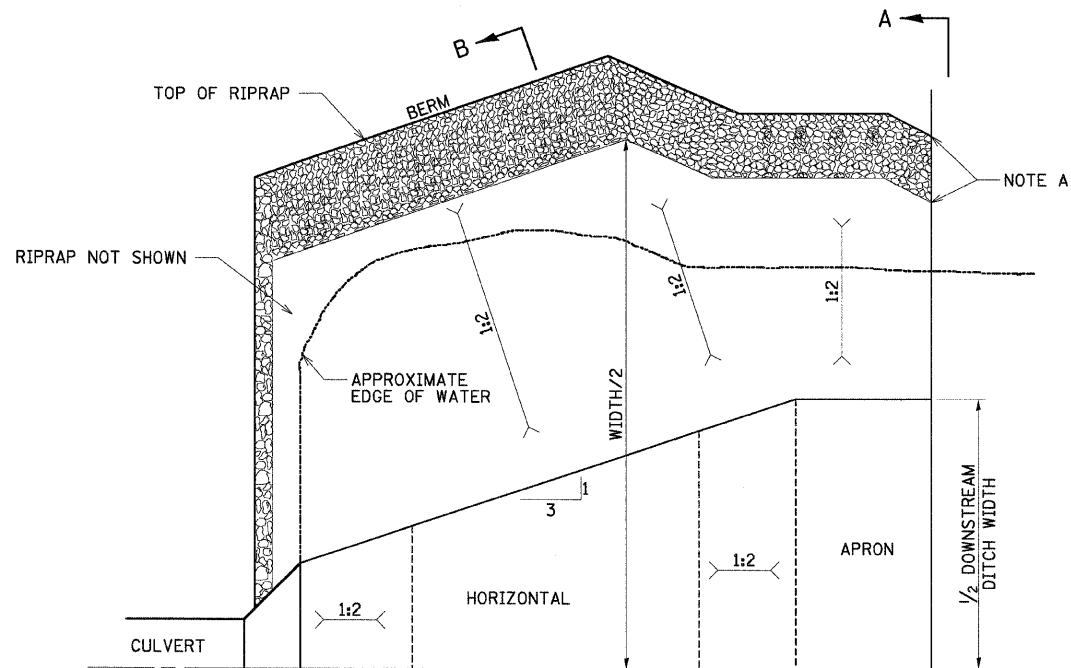 A
B
TOP OF RIPRAP
BERM
NOTE A
RIPRAP NOT SHOWN
1:2
1:2
1:2
APPROXIMATE
EDGE OF WATER
WIDTH/2
1
3
1/2 DOWNSTREAM
DITCH WIDTH
1:2
APRON
1:2
HORIZONTAL
CULVERT